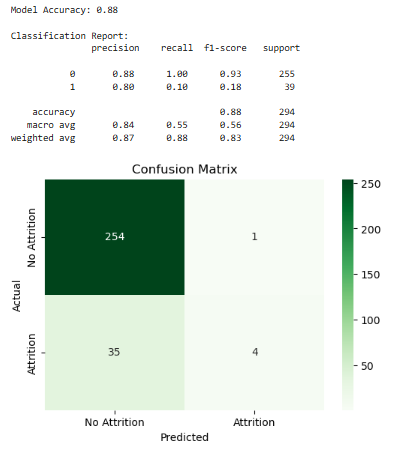 Model Accuracy: 0.88
Classification Report:
precision recall f1-score support
0 0.88 1.00 0.93 255
1 0.80 0.10 0.18 39
accuracy 0.88 294
macro avg 0.84 0.55 0.56 294
weighted avg 0.87 0.88 0.83 294
Confusion Matrix
No Attrition
254
1
Attrition
35
4
Actual
No Attrition
Attrition
Predicted
250
200
150
100
50